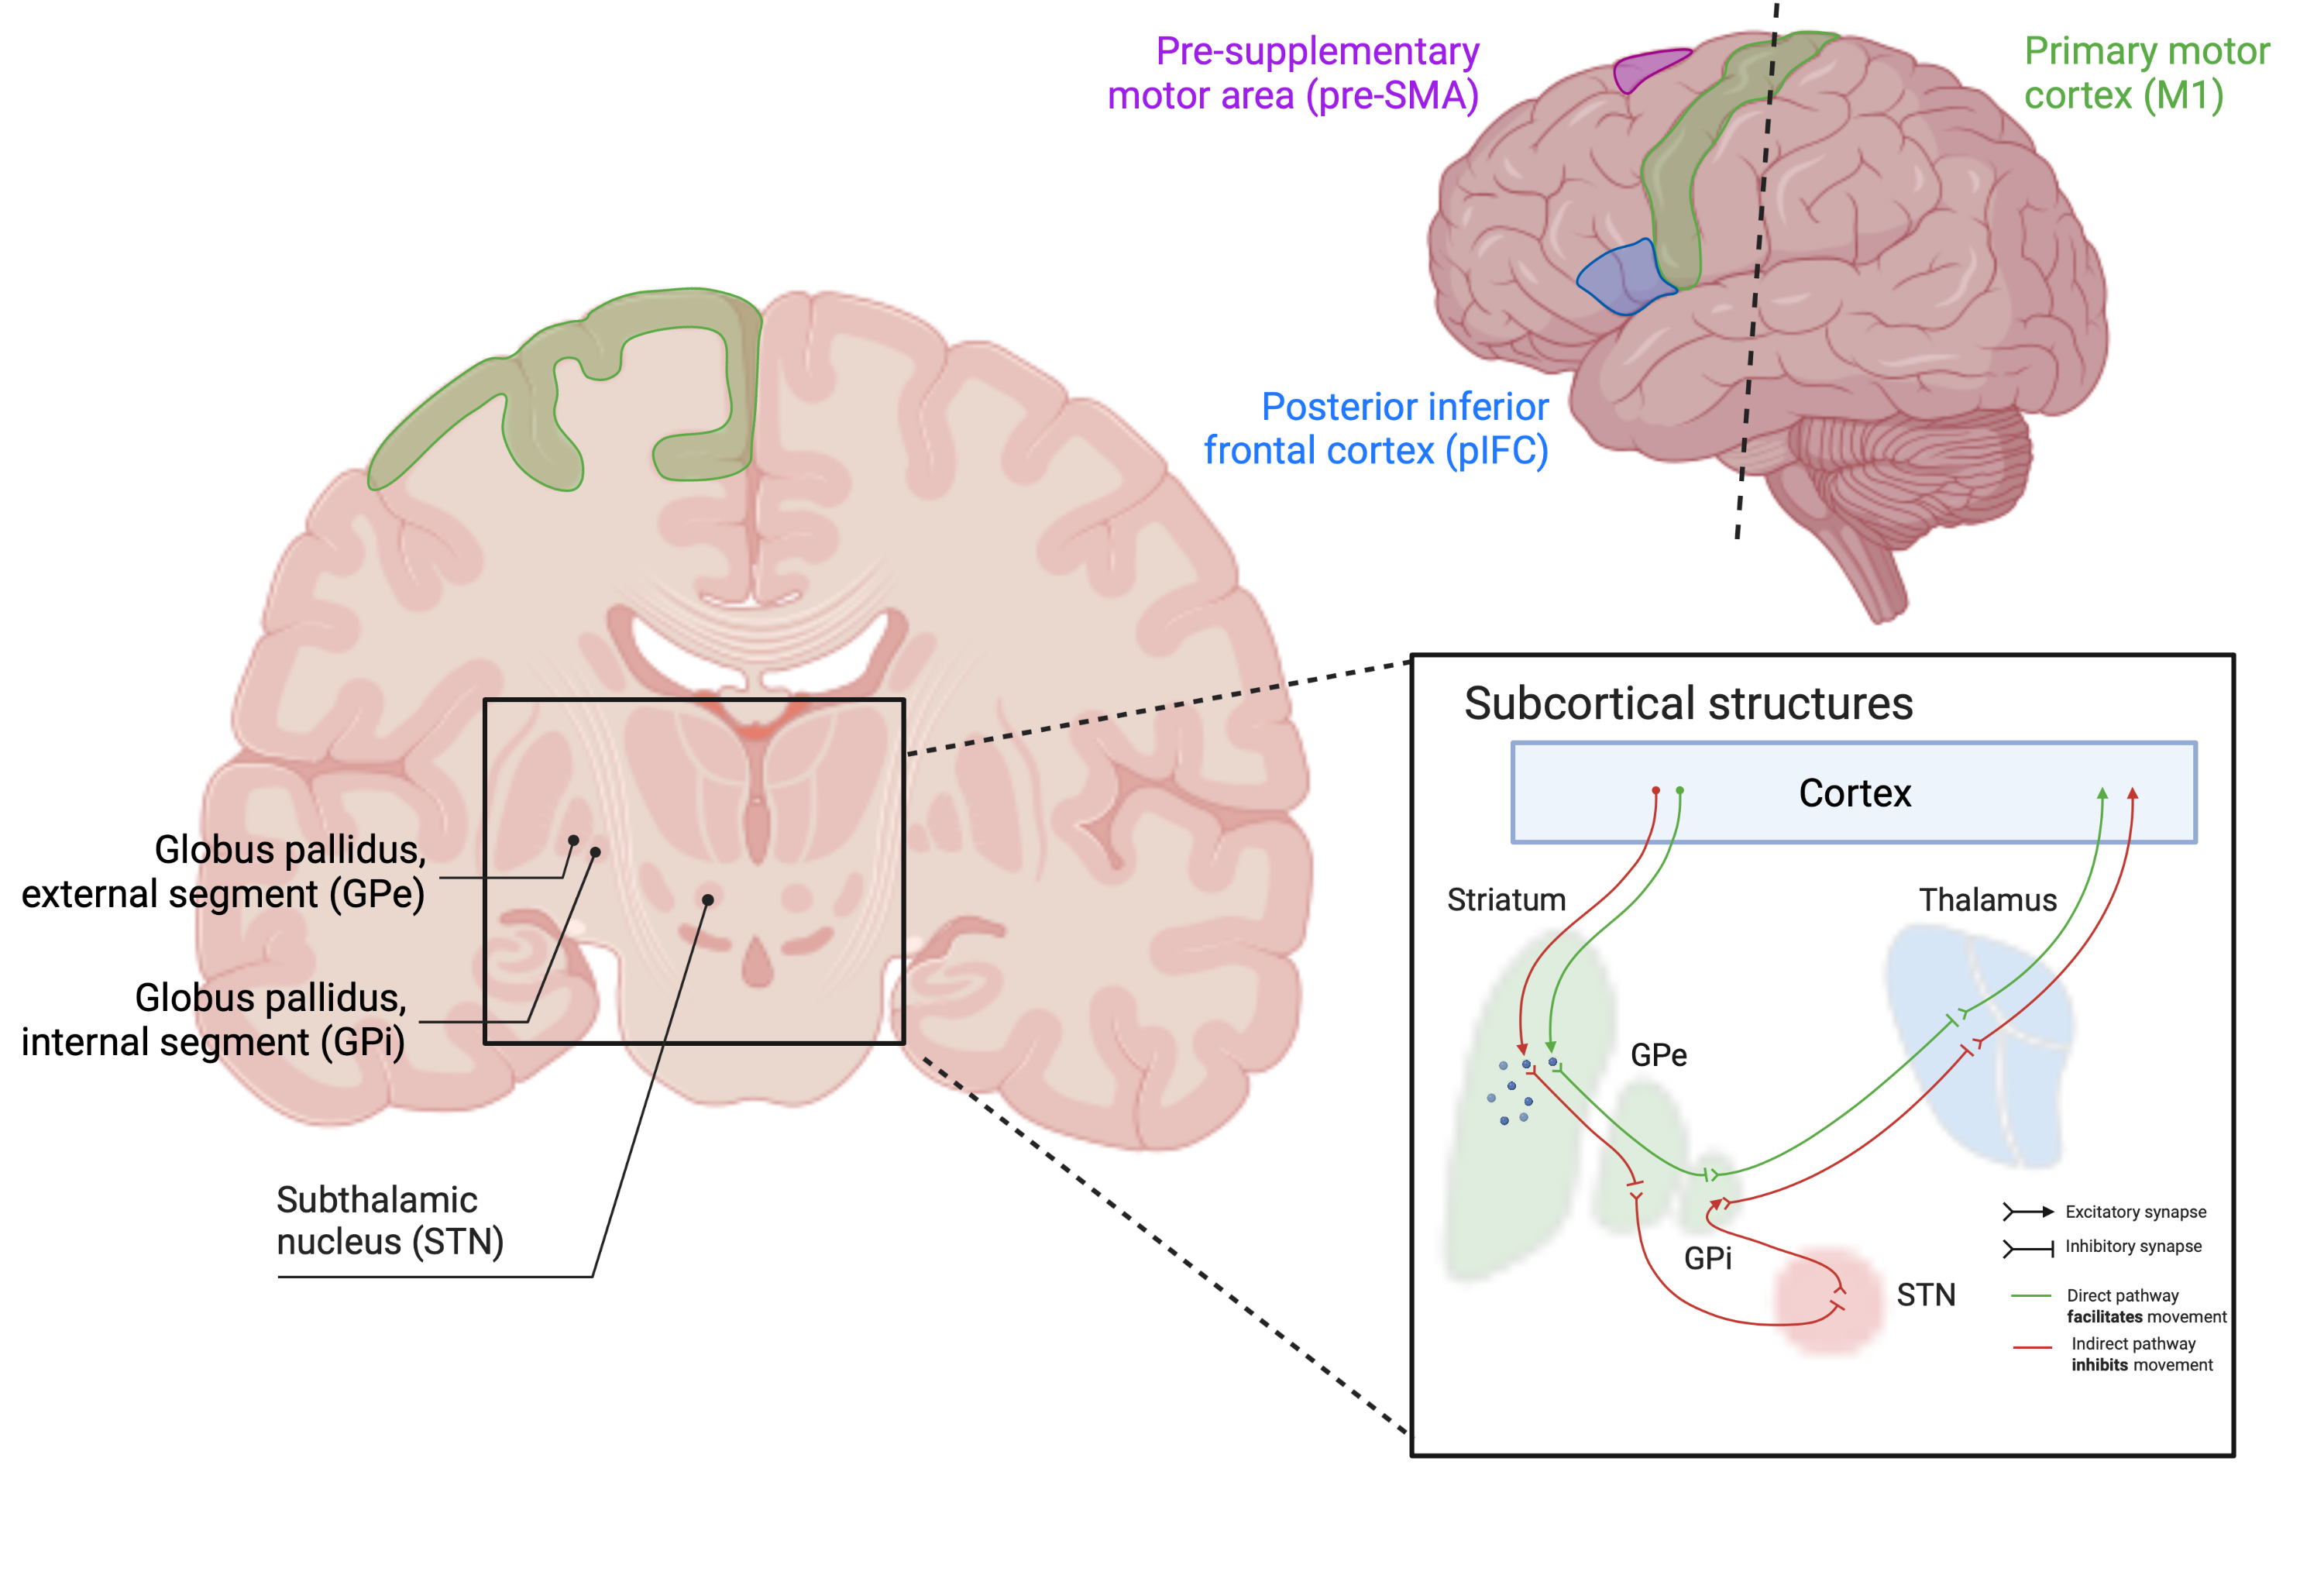 Pre-supplementary
motor area (pre-SMA)
Primary motor
cortex (M1)
Posterior inferior
frontal cortex (pIFC)
Globus pallidus,
external segment (GPe)
Globus pallidus,
internal segment (GPi)
Subthalamic
nucleus (STN)
Subcortical structures
Cortex
Striatum
Thalamus
GPe
GPi
STN
Excitatory synapse
Inhibitory synapse
Direct pathway
facilitates movement
Indirect pathway
inhibits movement